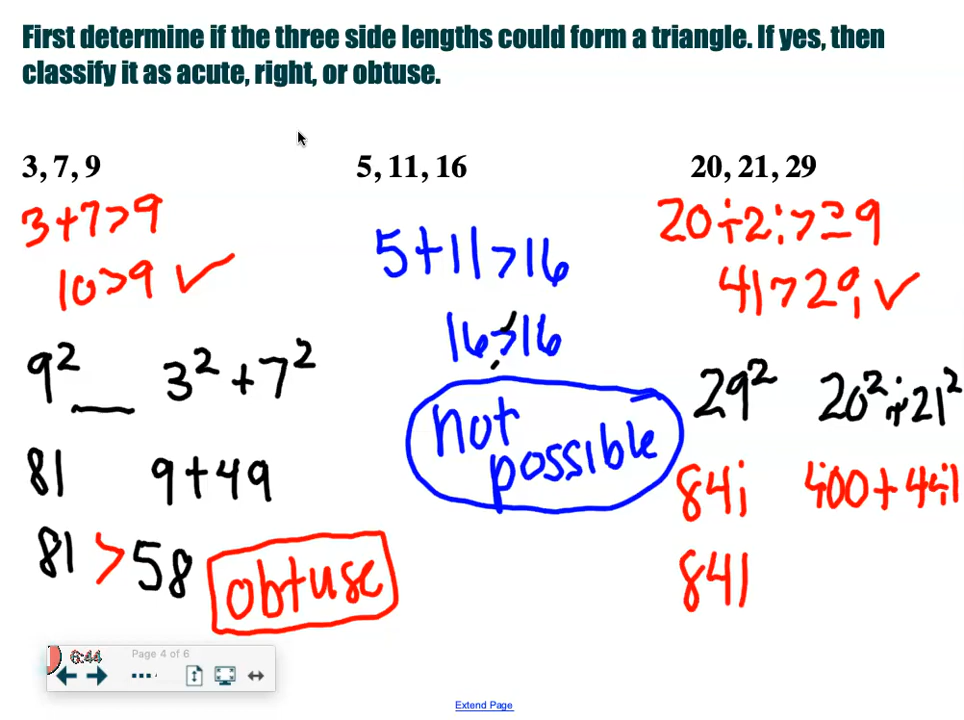 First determine if the three side lengths could form a triangle. If yes, then
classify it as acute, right, or obtuse.
3, 7, 9
3+7>9
10>9 ✓
9² __ 3²+7²
81 9+49
81 > 58 obtuse
5, 11, 16
5+11>16
16>16
not
possible
20, 21, 29
20+21>29
41>29 ✓
29² 20²+21²
841 400+441
841
6:44
Page 4 of 6
Extend Page